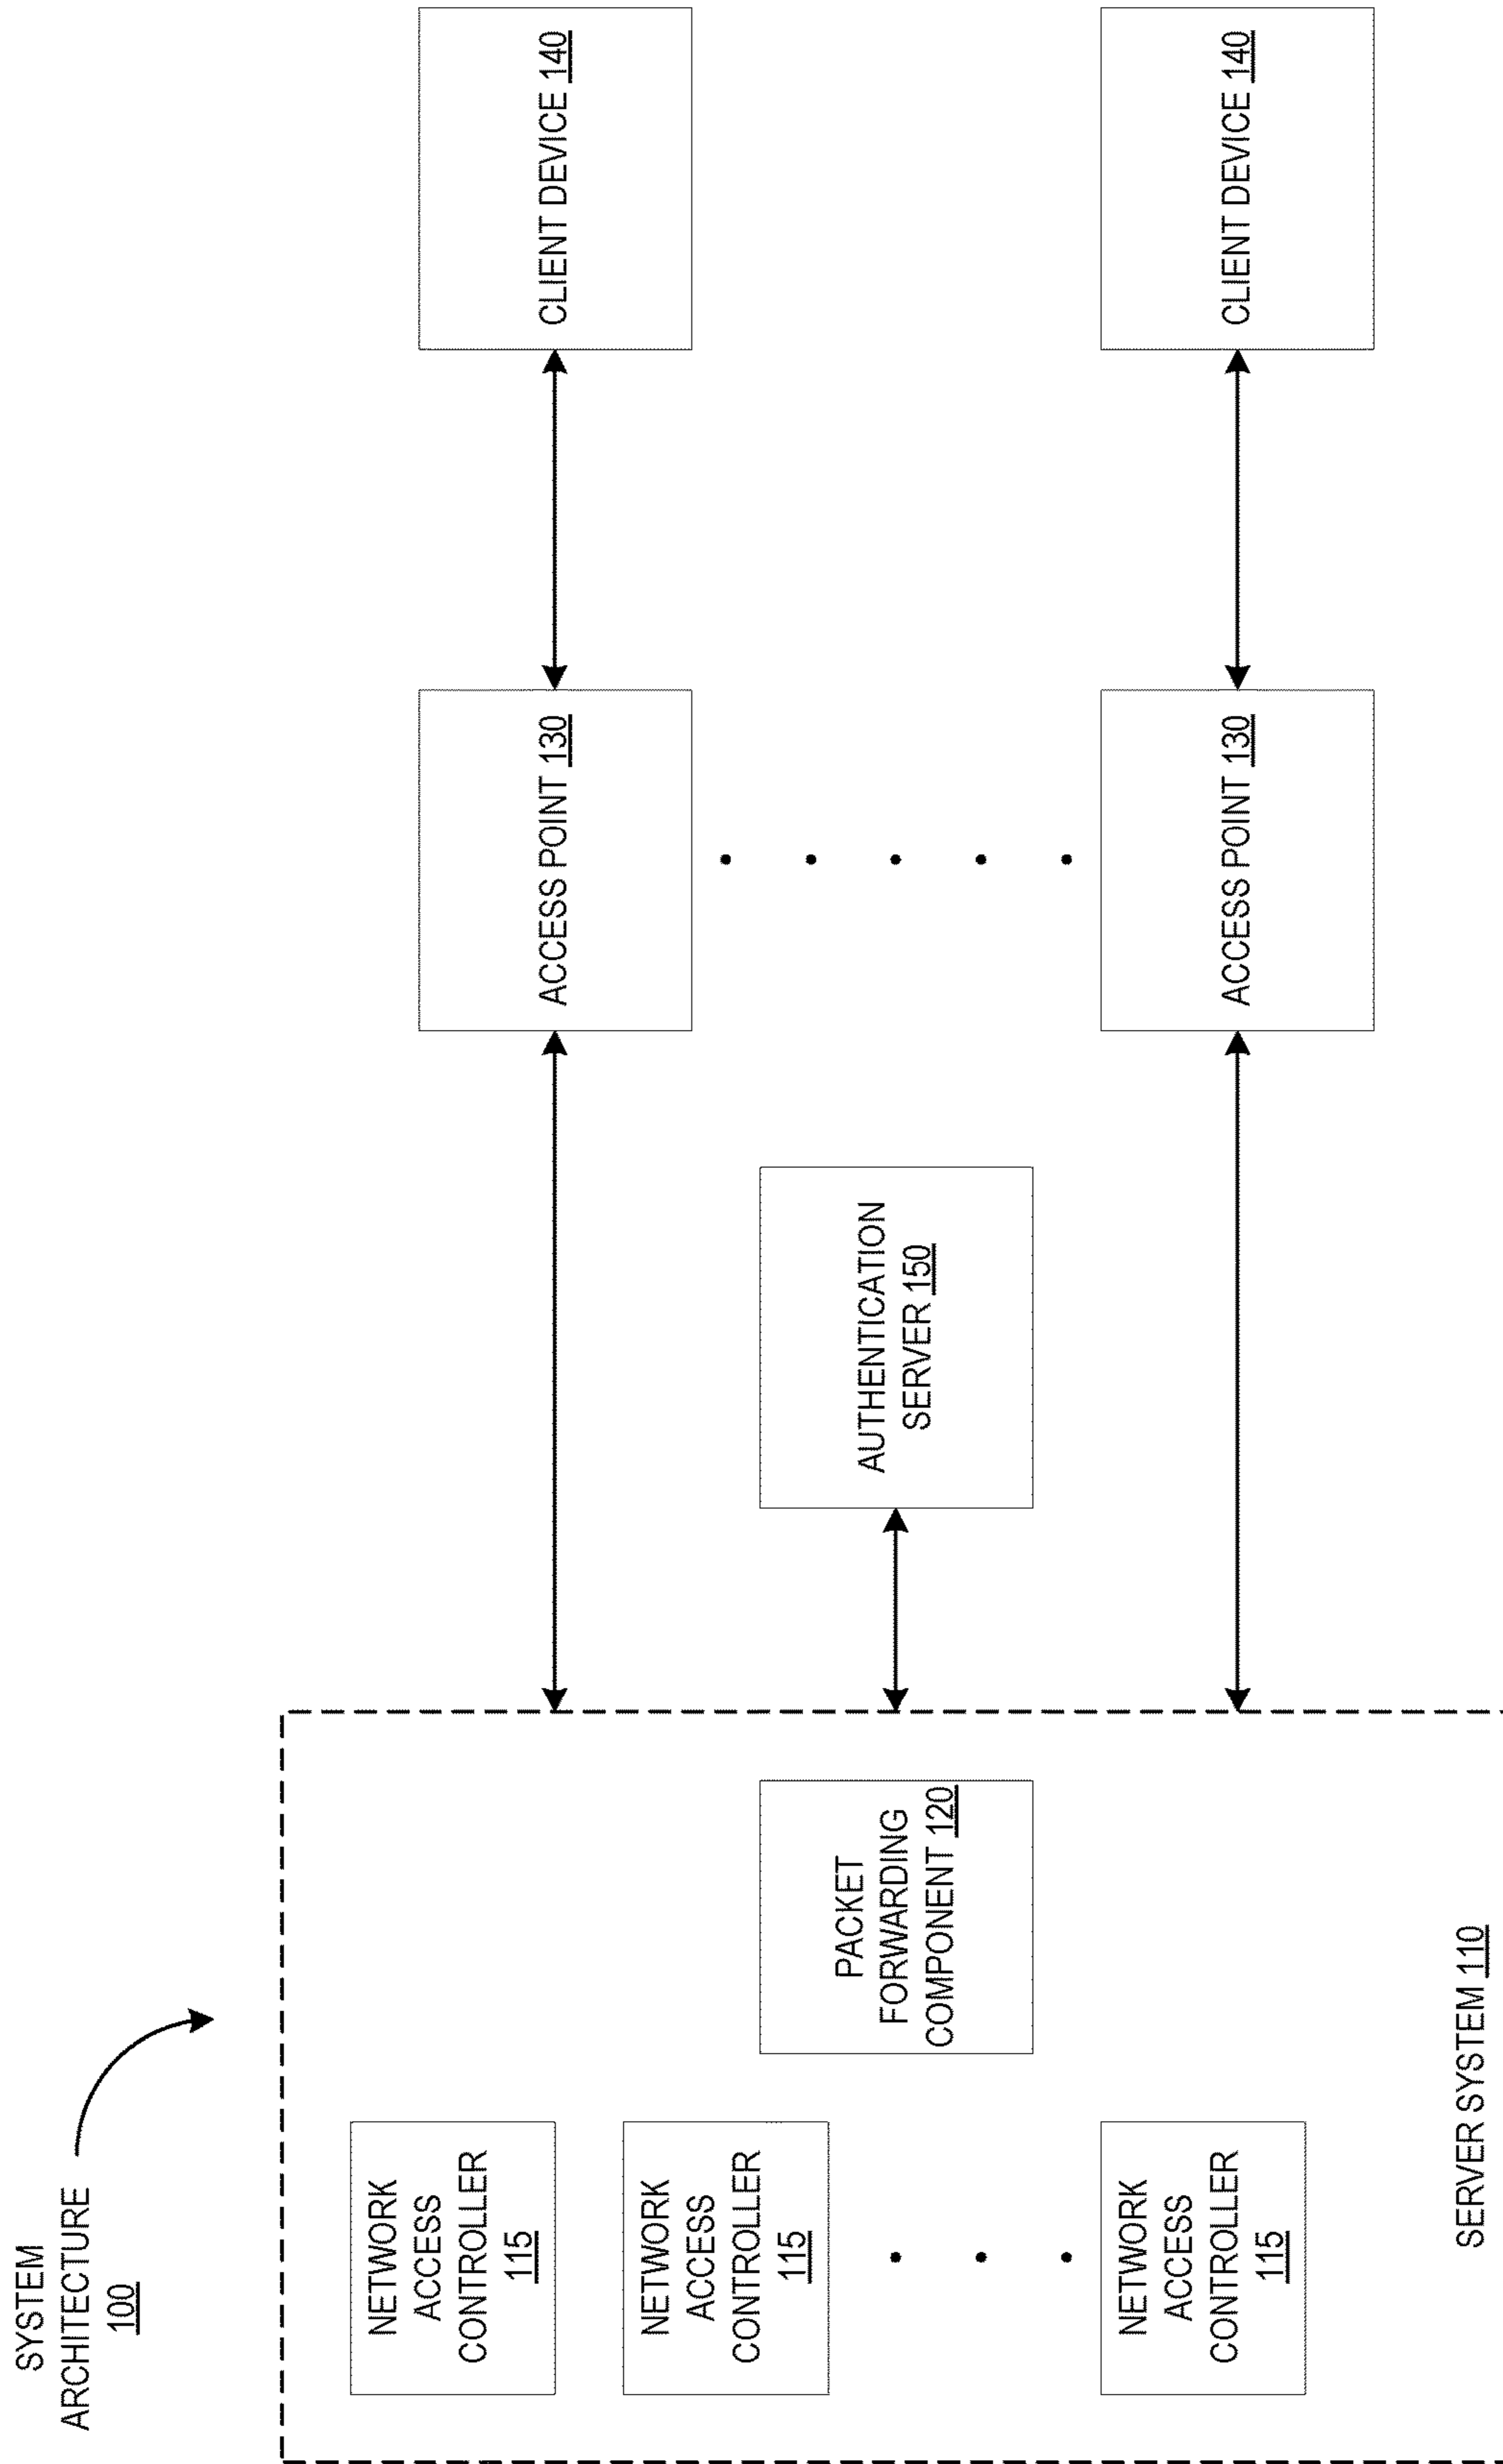 SYSTEM
ARCHITECTURE
100
NETWORK
ACCESS
CONTROLLER
115
NETWORK
ACCESS
CONTROLLER
115
NETWORK
ACCESS
CONTROLLER
115
PACKET
FORWARDING
COMPONENT 120
SERVER SYSTEM 110
AUTHENTICATION
SERVER 150
ACCESS POINT 130
ACCESS POINT 130
CLIENT DEVICE 140
CLIENT DEVICE 140